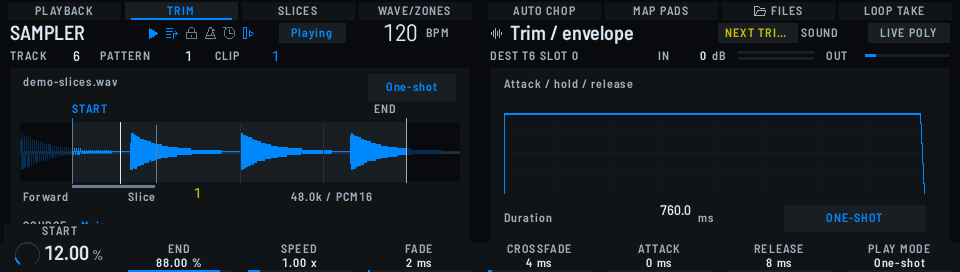 PLAYBACK TRIM SLICES WAVE/ZONES AUTO CHOP MAP PADS FILES LOOP TAKE
SAMPLER Playing 120 BPM Trim / envelope NEXT TRI... SOUND LIVE POLY
TRACK 6 PATTERN 1 CLIP 1 DEST T6 SLOT 0 IN 0 dB OUT
demo-slices.wav One-shot Attack / hold / release
START END
Forward Slice 1 48.0k / PCM16
Duration 760.0 ms ONE-SHOT
START
12.00 %
END SPEED FADE CROSSFADE ATTACK RELEASE PLAY MODE
88.00 % 1.00 x 2 ms 4 ms 0 ms 8 ms One-shot